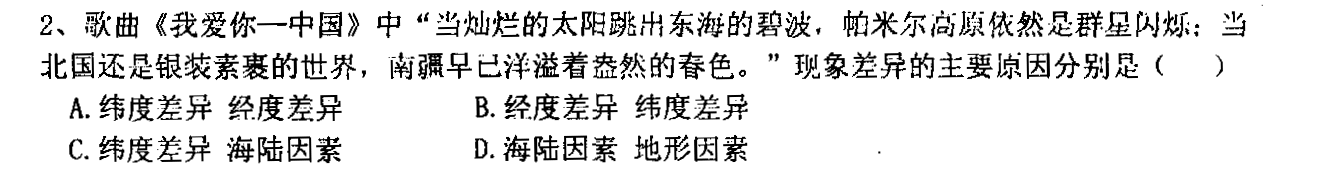 2、歌曲《我爱你—中国》中“当灿烂的太阳跳出东海的碧波，帕米尔高原依然是群星闪烁；当
北国还是银装素裹的世界，南疆早已洋溢着盎然的春色。”现象差异的主要原因分别是（    ）
A.纬度差异 经度差异 B.经度差异 纬度差异
C.纬度差异 海陆因素 D.海陆因素 地形因素